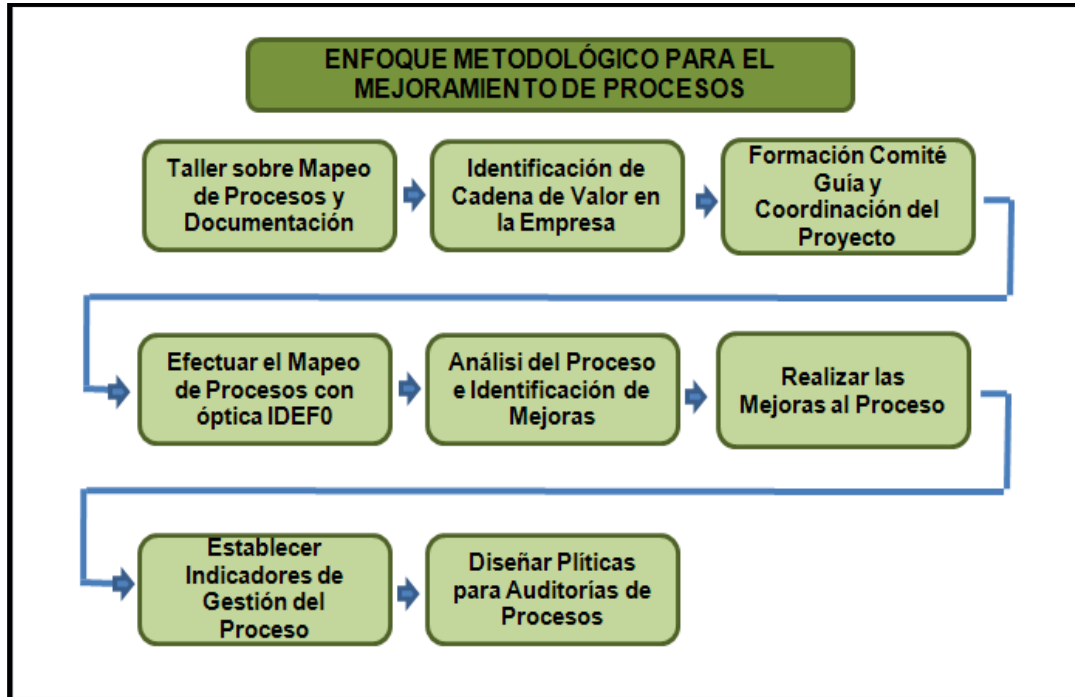 ENFOQUE METODOLÓGICO PARA EL
MEJORAMIENTO DE PROCESOS
Taller sobre Mapeo
de Procesos y
Documentación
Identificación de
Cadena de Valor en
la Empresa
Formación Comité
Guía y
Coordinación del
Proyecto
Efectuar el Mapeo
de Procesos con
óptica IDEF0
Análisi del Proceso
e Identificación de
Mejoras
Realizar las
Mejoras al Proceso
Establecer
Indicadores de
Gestión del
Proceso
Diseñar Plíticas
para Auditorías de
Procesos